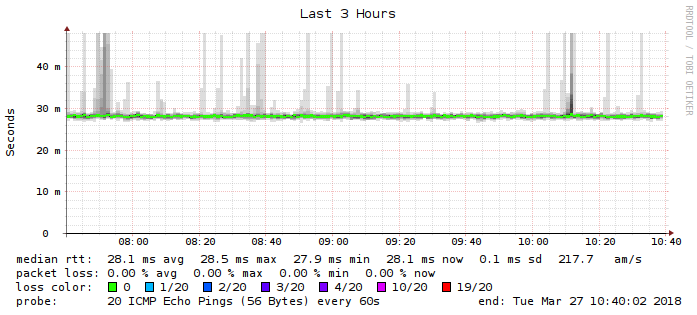 Last 3 Hours
RRDTOOL / TOBI OETIKER
Seconds
40 m
30 m
20 m
10 m
0
08:00 08:20 08:40 09:00 09:20 09:40 10:00 10:20 10:40
median rtt: 28.1 ms avg 28.5 ms max 27.9 ms min 28.1 ms now 0.1 ms sd 217.7 am/s
packet loss: 0.00 % avg 0.00 % max 0.00 % min 0.00 % now
loss color: 0 1/20 2/20 3/20 4/20 10/20 19/20
probe: 20 ICMP Echo Pings (56 Bytes) every 60s end: Tue Mar 27 10:40:02 2018